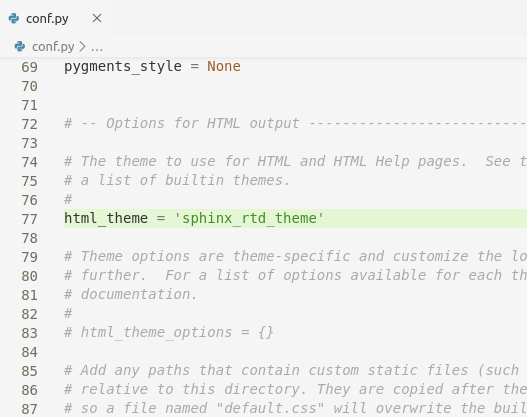 conf.py ×
conf.py > ...
69 pygments_style = None
70
71
72 # -- Options for HTML output --------------------------
73
74 # The theme to use for HTML and HTML Help pages.  See t
75 # a list of builtin themes.
76 #
77 html_theme = 'sphinx_rtd_theme'
78
79 # Theme options are theme-specific and customize the lo
80 # further.  For a list of options available for each th
81 # documentation.
82 #
83 # html_theme_options = {}
84
85 # Add any paths that contain custom static files (such
86 # relative to this directory. They are copied after the
87 # so a file named "default.css" will overwrite the buil